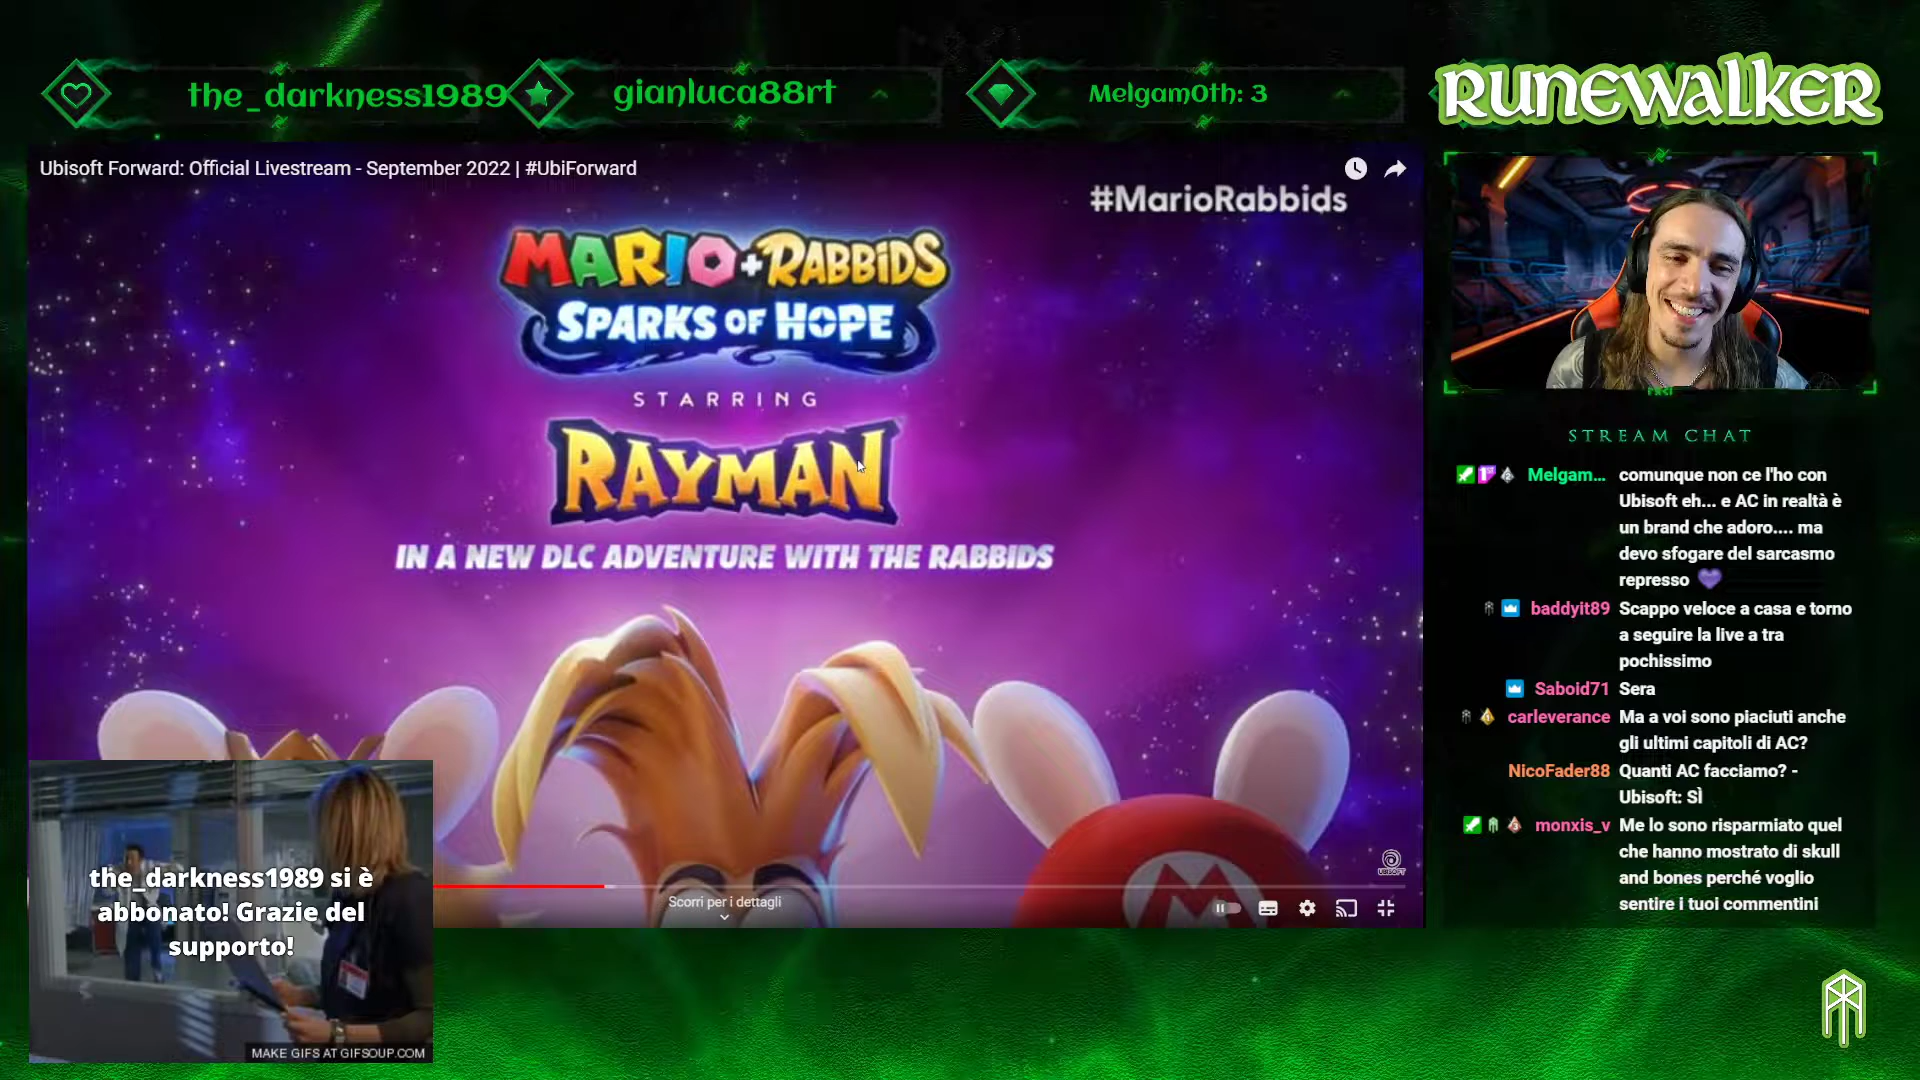 the_darkness1989
gianluca88rt
Melgam0th: 3
RUNEWALKER
Ubisoft Forward: Official Livestream - September 2022 | #UbiForward
#MarioRabbids
MARIO + RABBIDS
SPARKS OF HOPE
STARRING
RAYMAN
IN A NEW DLC ADVENTURE WITH THE RABBIDS
M
UBISOFT
Scorri per i dettagli
the_darkness1989 si è
abbonato! Grazie del
supporto!
MAKE GIFS AT GIFSOUP.COM
STREAM CHAT
Melgam... comunque non ce l'ho con
Ubisoft eh... e AC in realtà è
un brand che adoro.... ma
devo sfogare del sarcasmo
represso
baddyit89 Scappo veloce a casa e torno
a seguire la live a tra
pochissimo
Saboid71 Sera
carleverance Ma a voi sono piaciuti anche
gli ultimi capitoli di AC?
NicoFader88 Quanti AC facciamo? -
Ubisoft: SÌ
monxis_v Me lo sono risparmiato quel
che hanno mostrato di skull
and bones perché voglio
sentire i tuoi commentini